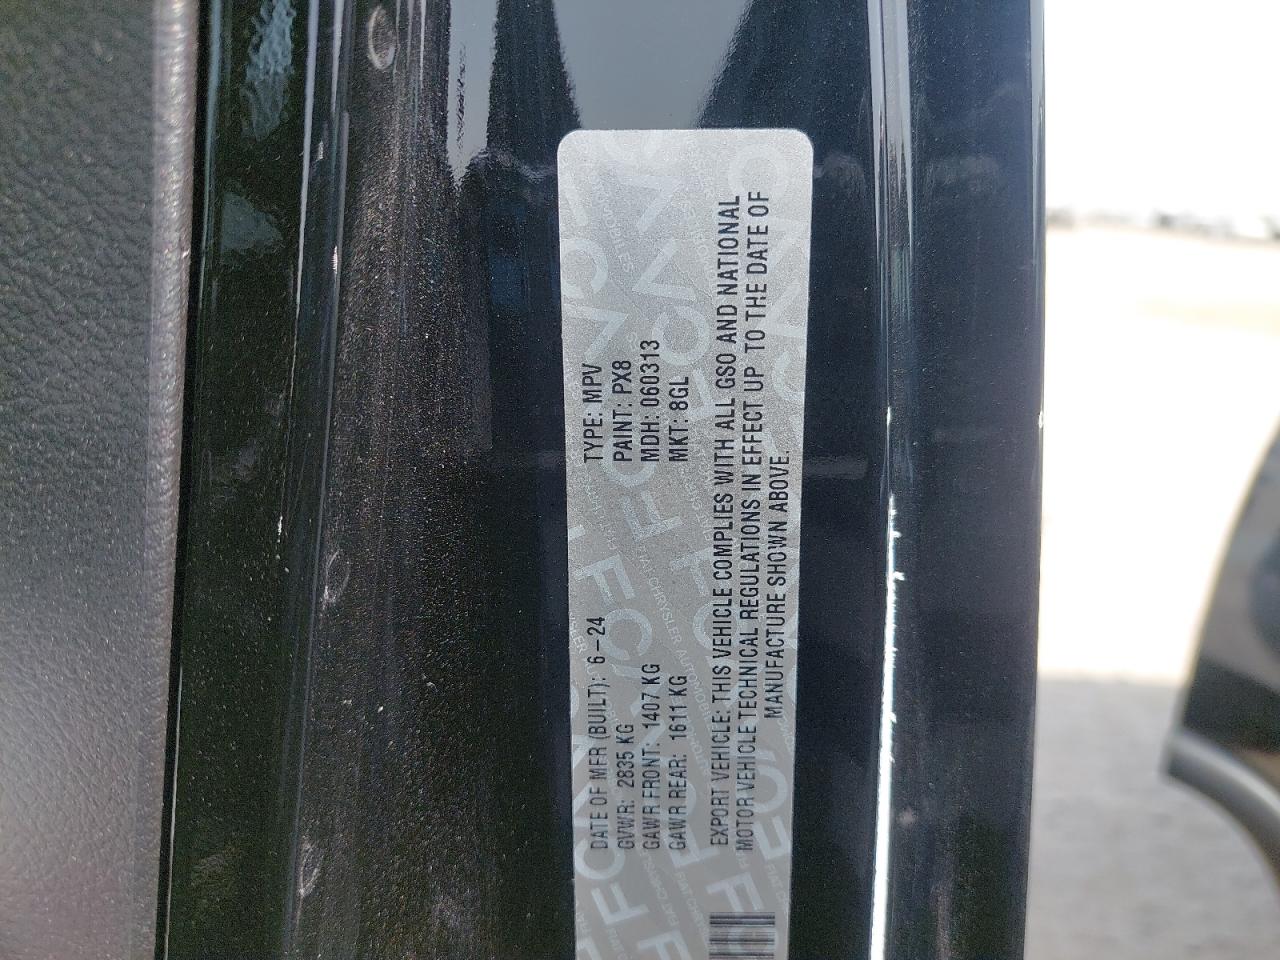 DATE OF MFR (BUILT): 6-24
GVWR: 2835 KG
GAWR FRONT: 1407 KG
GAWR REAR: 1611 KG
TYPE: MPV
PAINT: PX8
MDH: 060313
MKT: 8GL
EXPORT VEHICLE: THIS VEHICLE COMPLIES WITH ALL GSO AND NATIONAL
MOTOR VEHICLE TECHNICAL REGULATIONS IN EFFECT UP TO THE DATE OF
MANUFACTURE SHOWN ABOVE.